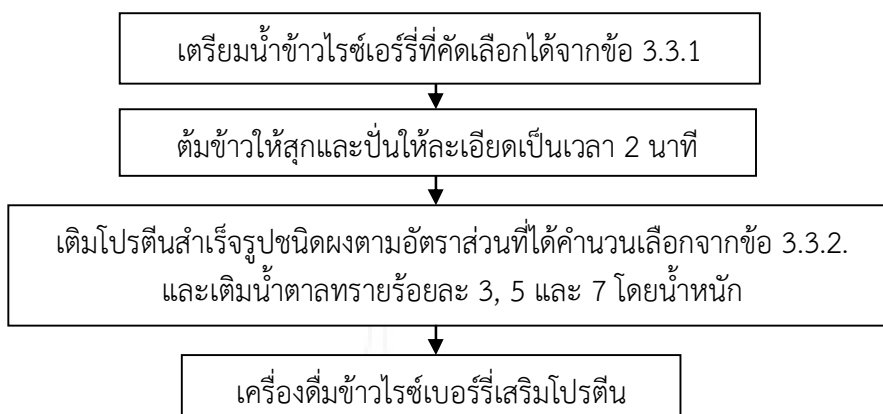 เตรียมน้ำข้าวไรซ์เอร์รี่ที่คัดเลือกได้จากข้อ 3.3.1
ต้มข้าวให้สุกและปั่นให้ละเอียดเป็นเวลา 2 นาที
เติมโปรตีนสำเร็จรูปชนิดผงตามอัตราส่วนที่ได้คำนวนเลือกจากข้อ 3.3.2.
และเติมน้ำตาลทรายร้อยละ 3, 5 และ 7 โดยน้ำหนัก
เครื่องดื่มข้าวไรซ์เบอร์รี่เสริมโปรตีน